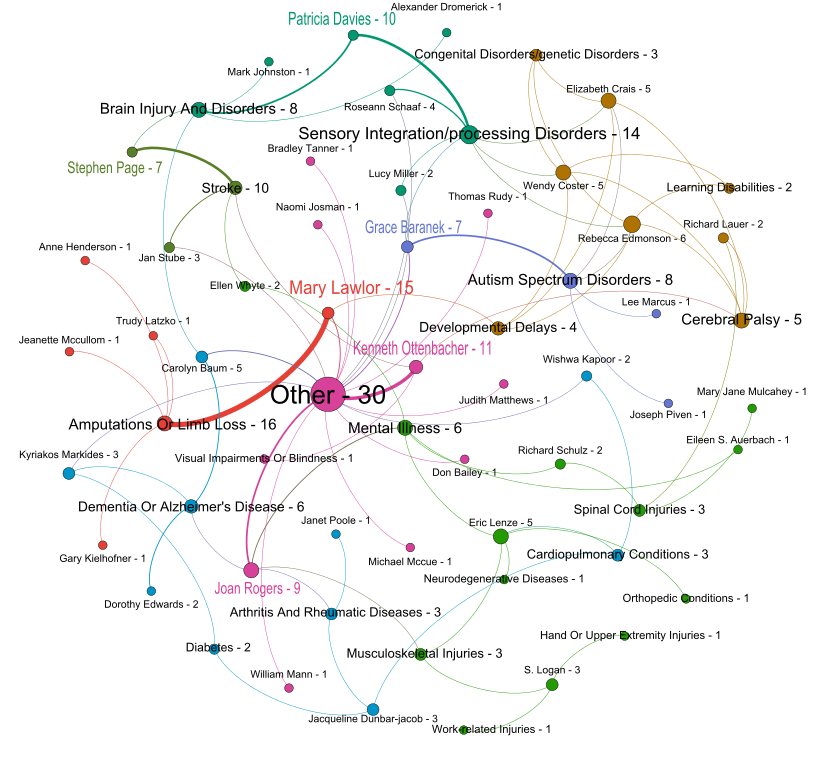 Alexander Dromerick - 1
Patricia Davies - 10
Congenital Disorders/genetic Disorders - 3
Mark Johnston - 1
Elizabeth Crais - 5
Roseann Schaaf - 4
Brain Injury And Disorders - 8
Sensory Integration/processing Disorders - 14
Bradley Tanner - 1
Stephen Page - 7
Lucy Miller - 2
Wendy Coster - 5
Learning Disabilities - 2
Stroke - 10
Thomas Rudy - 1
Naomi Josman - 1
Richard Lauer - 2
Grace Baranek - 7
Rebecca Edmonson - 6
Anne Henderson - 1
Jan Stube - 3
Autism Spectrum Disorders - 8
Ellen Whyte - 2
Mary Lawlor - 15
Lee Marcus - 1
Trudy Latzko - 1
Developmental Delays - 4
Cerebral Palsy - 5
Jeanette Mccullum - 1
Kenneth Ottenbacher - 11
Wishwa Kapoor - 2
Carolyn Baum - 5
Other - 30
Judith Matthews - 1
Mary Jane Mulcahey - 1
Joseph Piven - 1
Amputations Or Limb Loss - 16
Mental Illness - 6
Eileen S. Auerbach - 1
Kyriakos Markides - 3
Visual Impairments Or Blindness - 1
Richard Schulz - 2
Don Bailey - 1
Dementia Or Alzheimer's Disease - 6
Spinal Cord Injuries - 3
Janet Poole - 1
Eric Lenze - 5
Gary Kielhofner - 1
Michael Mccue - 1
Cardiopulmonary Conditions - 3
Neurodegenerative Diseases - 1
Joan Rogers - 9
Dorothy Edwards - 2
Orthopedic Conditions - 1
Arthritis And Rheumatic Diseases - 3
Hand Or Upper Extremity Injuries - 1
Diabetes - 2
Musculoskeletal Injuries - 3
William Mann - 1
S. Logan - 3
Jacqueline Dunbar-jacob - 3
Work-related Injuries - 1